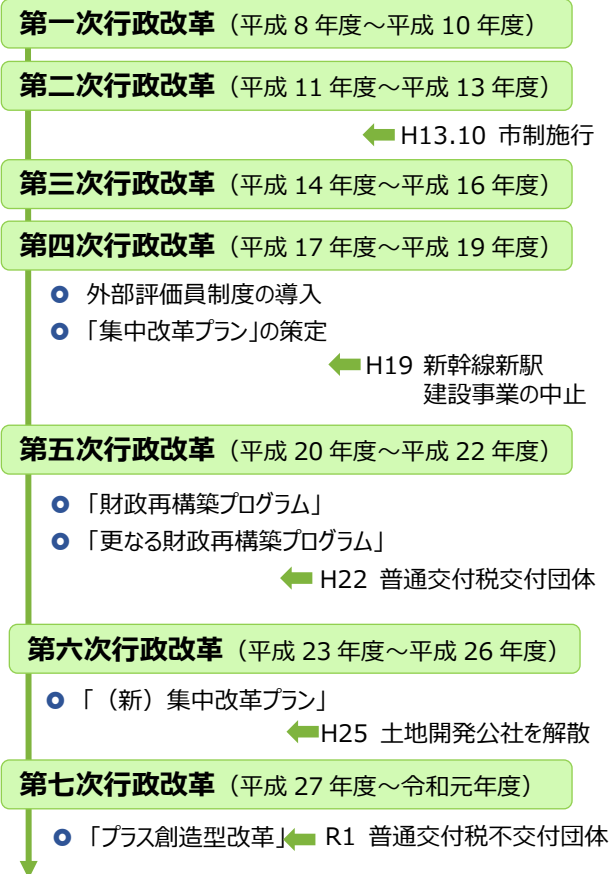 第一次行政改革（平成 8 年度～平成 10 年度）
第二次行政改革（平成 11 年度～平成 13 年度）
H13.10 市制施行
第三次行政改革（平成 14 年度～平成 16 年度）
第四次行政改革（平成 17 年度～平成 19 年度）
外部評価員制度の導入
「集中改革プラン」の策定
H19 新幹線新駅
建設事業の中止
第五次行政改革（平成 20 年度～平成 22 年度）
「財政再構築プログラム」
「更なる財政再構築プログラム」
H22 普通交付税交付団体
第六次行政改革（平成 23 年度～平成 26 年度）
「（新）集中改革プラン」
H25 土地開発公社を解散
第七次行政改革（平成 27 年度～令和元年度）
「プラス創造型改革」 R1 普通交付税不交付団体